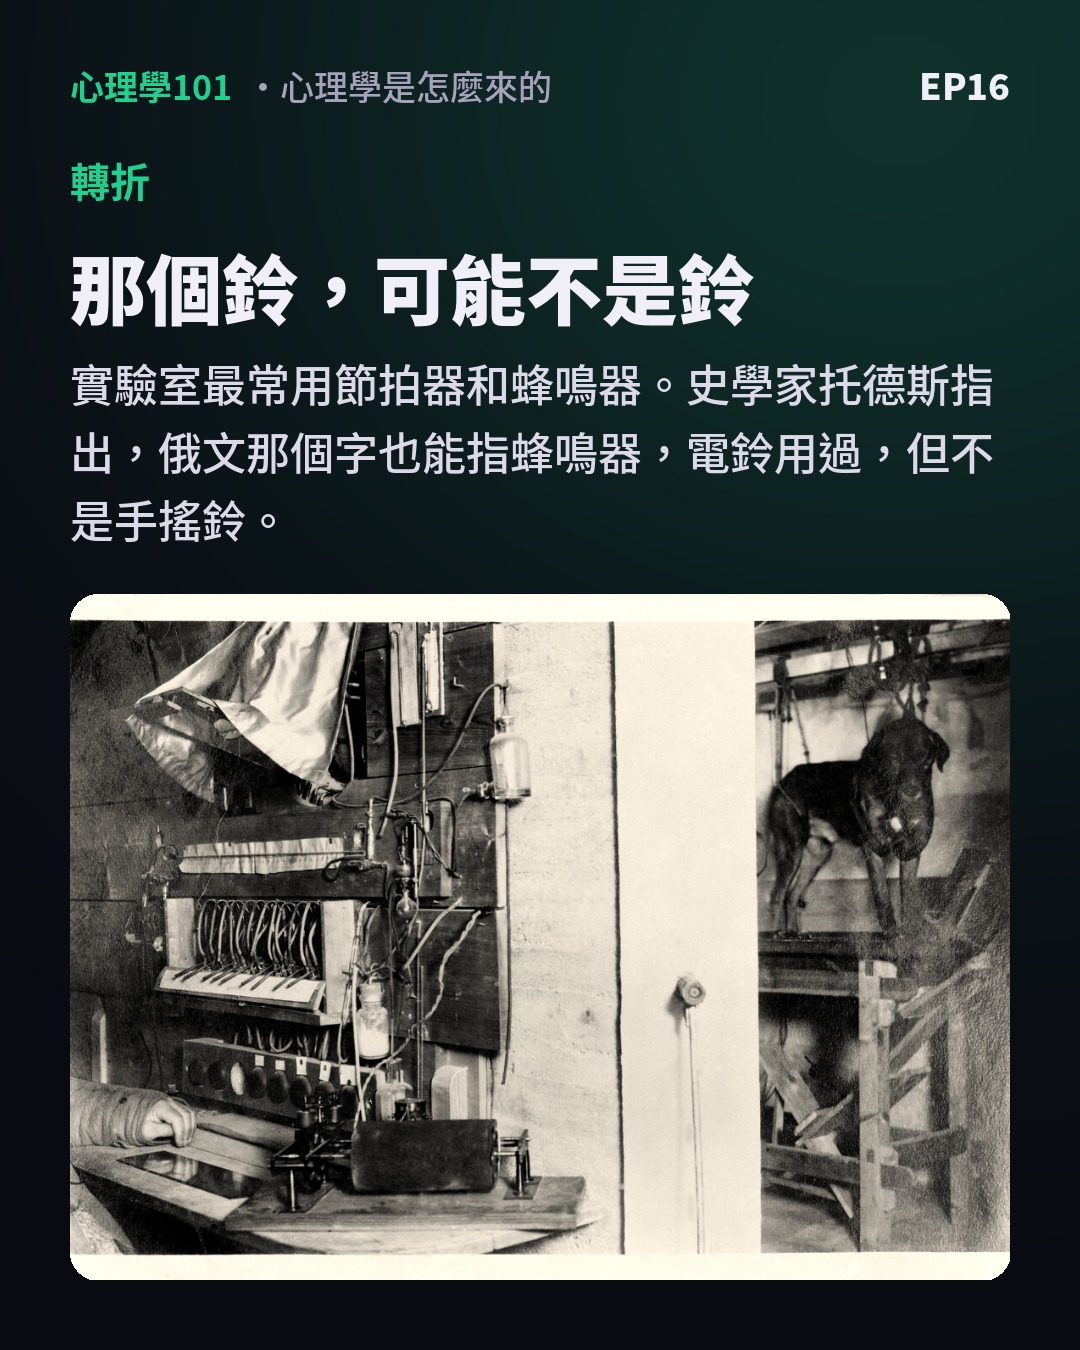 心理學101 ・心理學是怎麼來的
EP16
轉折
那個鈴，可能不是鈴
實驗室最常用節拍器和蜂鳴器。史學家托德斯指
出，俄文那個字也能指蜂鳴器，電鈴用過，但不
是手搖鈴。